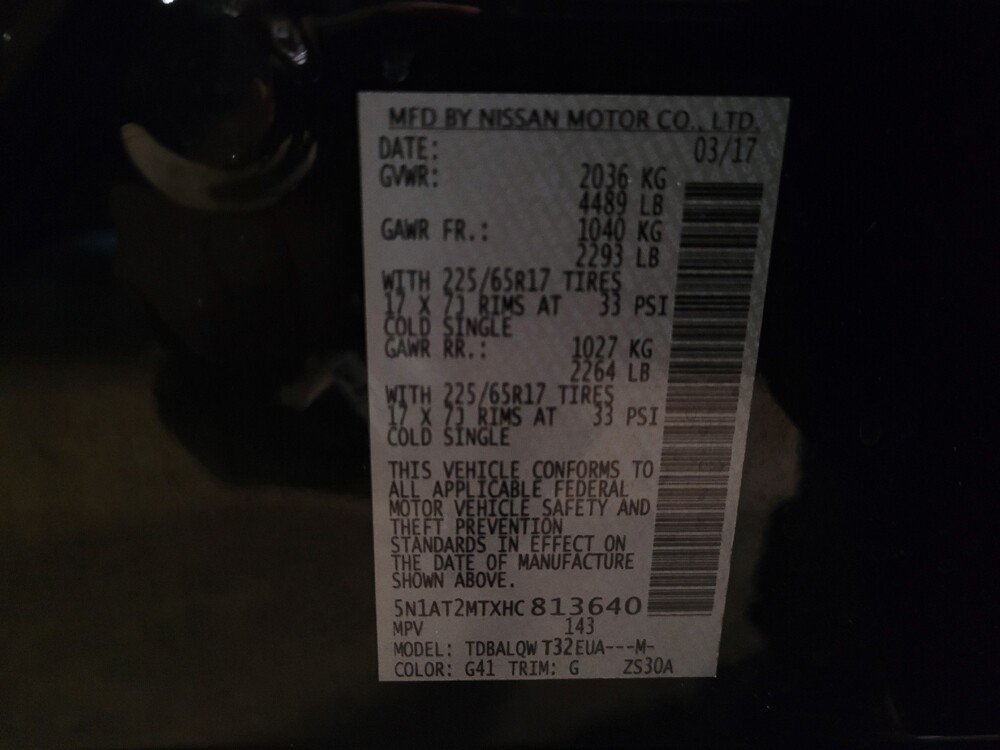 MFD BY NISSAN MOTOR CO., LTD.
DATE: 03/17
GVWR: 2036 KG
4489 LB
GAWR FR.: 1040 KG
2293 LB
WITH 225/65R17 TIRES
17 X 7J RIMS AT 33 PSI
COLD SINGLE
GAWR RR.: 1027 KG
2264 LB
WITH 225/65R17 TIRES
17 X 7J RIMS AT 33 PSI
COLD SINGLE
THIS VEHICLE CONFORMS TO
ALL APPLICABLE FEDERAL
MOTOR VEHICLE SAFETY AND
THEFT PREVENTION
STANDARDS IN EFFECT ON
THE DATE OF MANUFACTURE
SHOWN ABOVE.
5N1AT2MTXHC813640
MPV 143
MODEL: TDBALQW T32EUA---M-
COLOR: G41 TRIM: G ZS30A